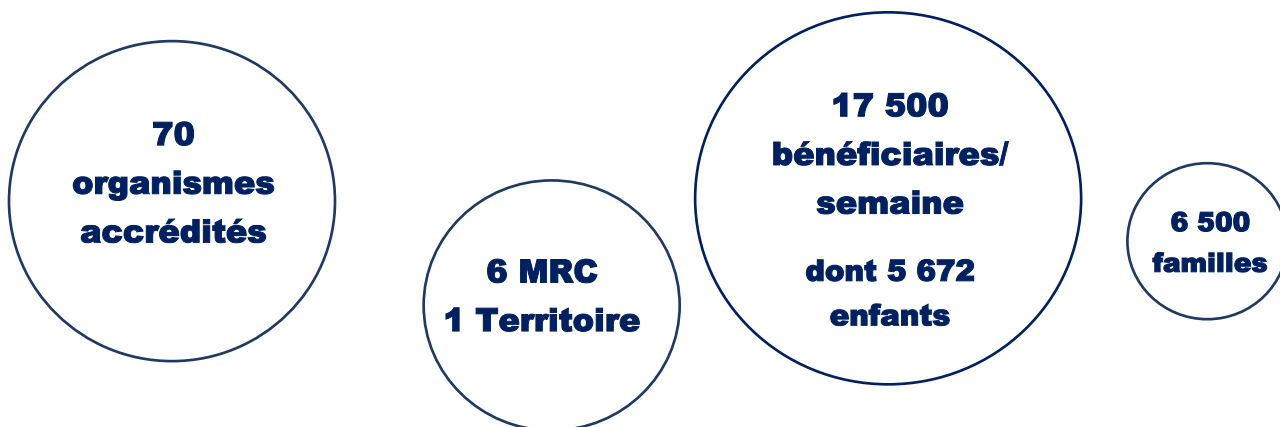 70
organismes
accrédités
6 MRC
1 Territoire
17 500
bénéficiaires/
semaine
dont 5 672
enfants
6 500
familles